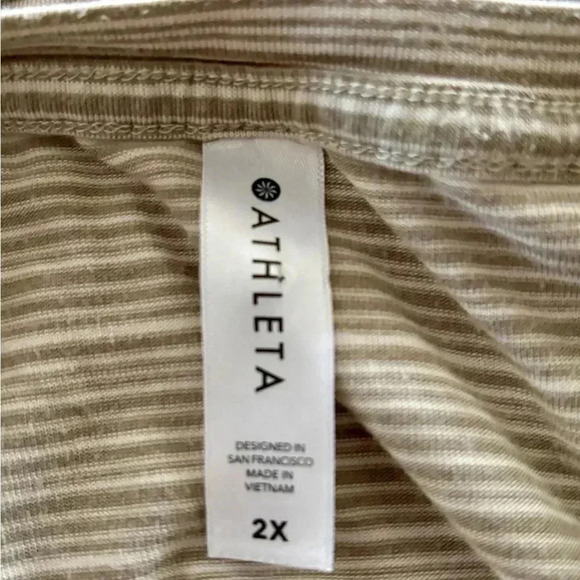 ATHLETA
DESIGNED IN
SAN FRANCISCO
MADE IN
VIETNAM
2X